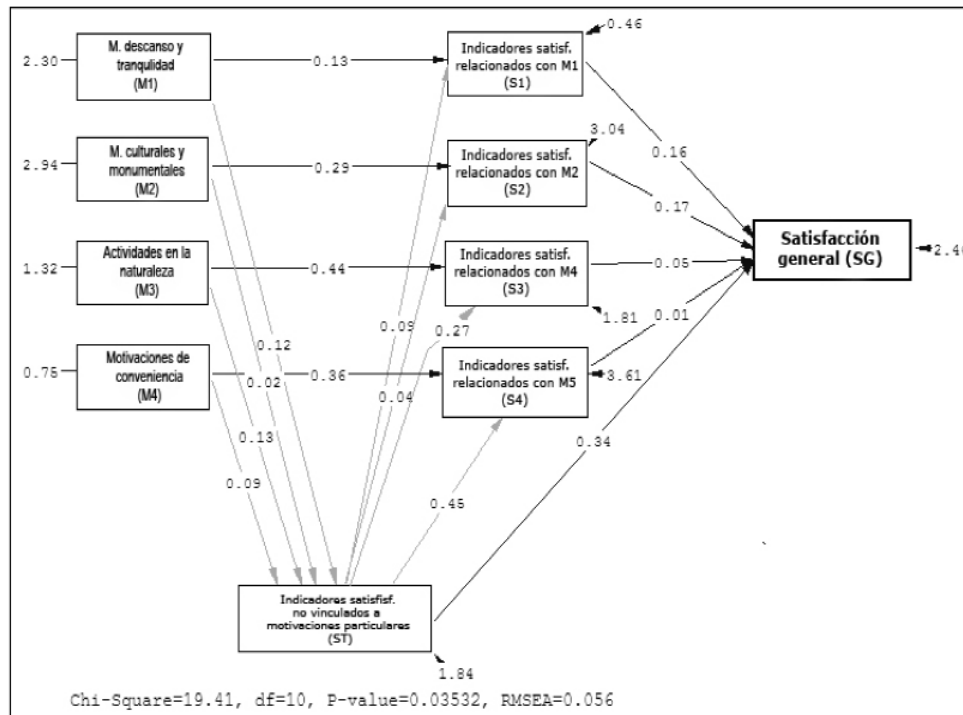 0.46
M. descanso y
tranqulidad
(M1)
2.30
0.13
Indicadores satisf.
relacionados con M1
(S1)
M. culturales y
monumentales
(M2)
2.94
0.29
3.04
Indicadores satisf.
relacionados con M2
(S2)
0.16
0.17
Actividades en la
naturaleza
(M3)
1.32
0.44
Indicadores satisf.
relacionados con M4
(S3)
0.05
Satisfacción
general (SG)
1.81
0.01
0.09
0.27
0.12
Motivaciones de
conveniencia
(M4)
0.75
0.36
0.02
0.04
Indicadores satisf.
relacionados con M5
(S4)
3.61
0.13
0.09
0.45
0.34
Indicadores satisfisf.
no vinculados a
motivaciones particulares
(ST)
1.84
Chi-Square=19.41, df=10, P-value=0.03532, RMSEA=0.056